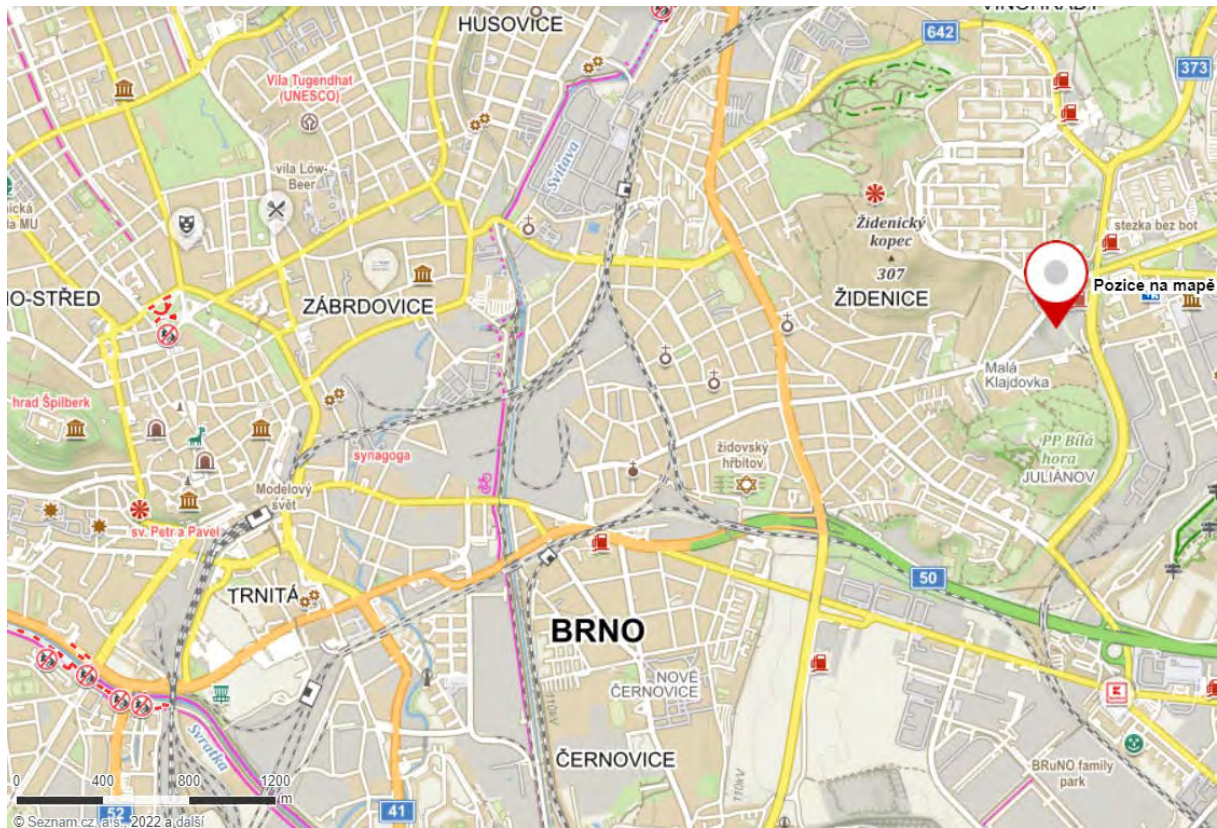 HUSOVICE
642
373
Vila Tugendhat
(UNESCO)
vila Löw-
Beer
Svitava
stezka bez bot
Židenický
kopec
307
ŽIDENICE
Pozice na mapě
ZÁBRDOVICE
Malá
Klajdovka
hrad Špilberk
PP Bílá
hora
JULIÁNOV
synagoga
židovský
hřbitov
Modelový
svět
sv. Petr a Pavel
110kV
50
TRNITÁ
BRNO
NOVÉ
ČERNOVICE
110kV
Svratka
ČERNOVICE
110kV
BRuNO family
park
0 400 800 1200
m
52
41
© Seznam.cz, a.s., 2022 a další